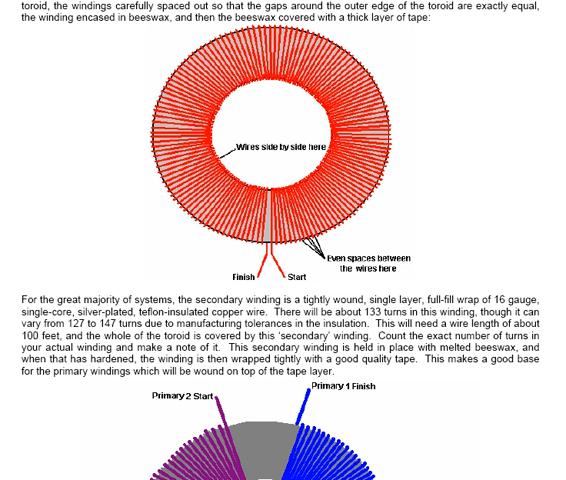 toroid, the windings carefully spaced out so that the gaps around the outer edge of the toroid are exactly equal,
the winding encased in beeswax, and then the beeswax covered with a thick layer of tape:
Wires side by side here
Even spaces between
the wires here
Finish
Start
For the great majority of systems, the secondary winding is a tightly wound, single layer, full-fill wrap of 16 gauge,
single-core, silver-plated, teflon-insulated copper wire. There will be about 133 turns in this winding, though it can
vary from 127 to 147 turns due to manufacturing tolerances in the insulation. This will need a wire length of about
100 feet, and the whole of the toroid is covered by this 'secondary' winding. Count the exact number of turns in
your actual winding and make a note of it. This secondary winding is held in place with melted beeswax, and
when that has hardened, the winding is then wrapped tightly with a good quality tape. This makes a good base
for the primary windings which will be wound on top of the tape layer.
Primary 1 Finish
Primary 2 Start